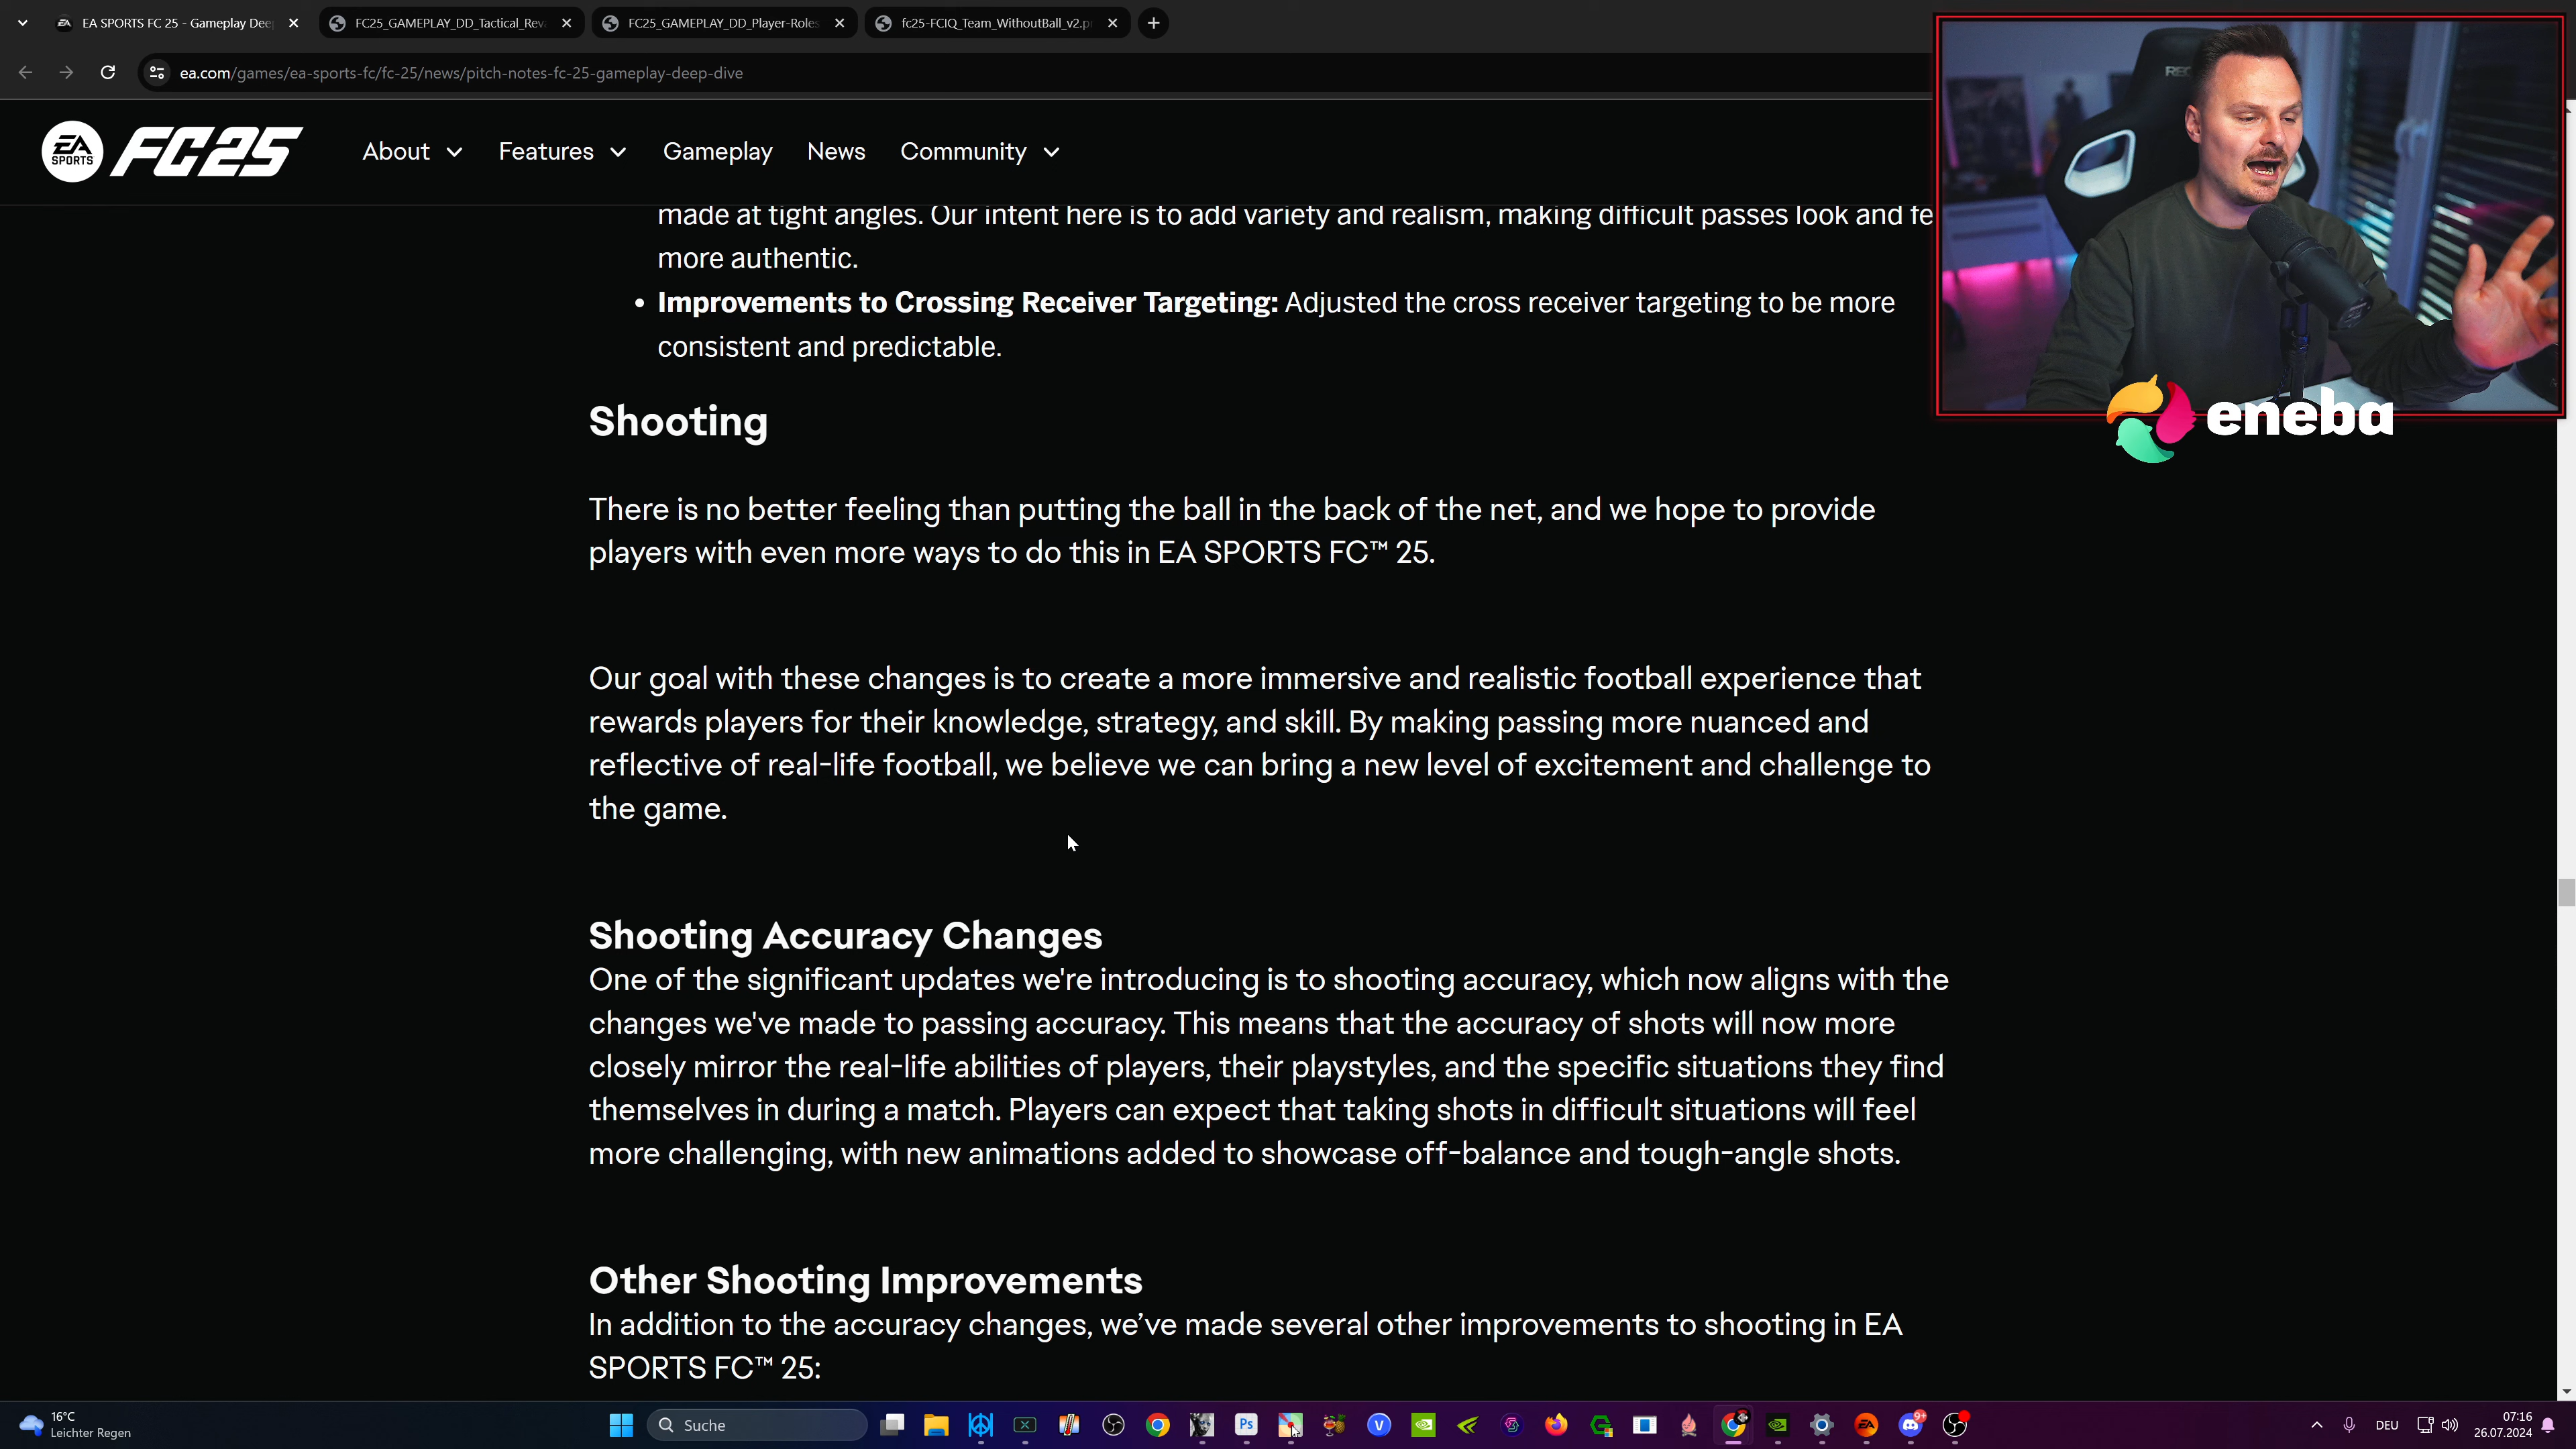 EA SPORTS FC 25 - Gameplay Dee
FC25_GAMEPLAY_DD_Tactical_Rev
FC25_GAMEPLAY_DD_Player-Roles
fc25-FCIQ_Team_WithoutBall_v2.p
ea.com/games/ea-sports-fc/fc-25/news/pitch-notes-fc-25-gameplay-deep-dive
EA SPORTS FC25
About
Features
Gameplay
News
Community
made at tight angles. Our intent here is to add variety and realism, making difficult passes look and fe
more authentic.
• Improvements to Crossing Receiver Targeting: Adjusted the cross receiver targeting to be more
consistent and predictable.
eneba
Shooting
There is no better feeling than putting the ball in the back of the net, and we hope to provide
players with even more ways to do this in EA SPORTS FC™ 25.
Our goal with these changes is to create a more immersive and realistic football experience that
rewards players for their knowledge, strategy, and skill. By making passing more nuanced and
reflective of real-life football, we believe we can bring a new level of excitement and challenge to
the game.
Shooting Accuracy Changes
One of the significant updates we're introducing is to shooting accuracy, which now aligns with the
changes we've made to passing accuracy. This means that the accuracy of shots will now more
closely mirror the real-life abilities of players, their playstyles, and the specific situations they find
themselves in during a match. Players can expect that taking shots in difficult situations will feel
more challenging, with new animations added to showcase off-balance and tough-angle shots.
Other Shooting Improvements
In addition to the accuracy changes, we’ve made several other improvements to shooting in EA
SPORTS FC™ 25:
16°C
Leichter Regen
Suche
Ps
DEU
07:16
26.07.2024